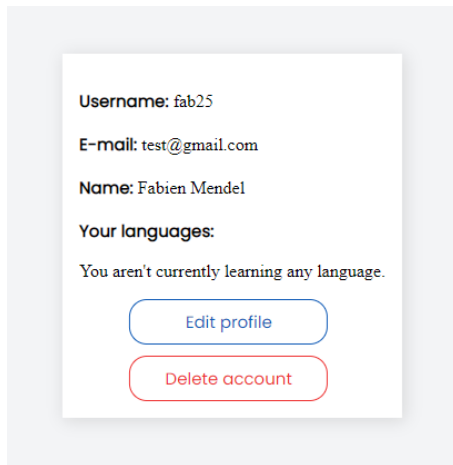 Username: fab25
E-mail: test@gmail.com
Name: Fabien Mendel
Your languages:
You aren't currently learning any language.
Edit profile
Delete account